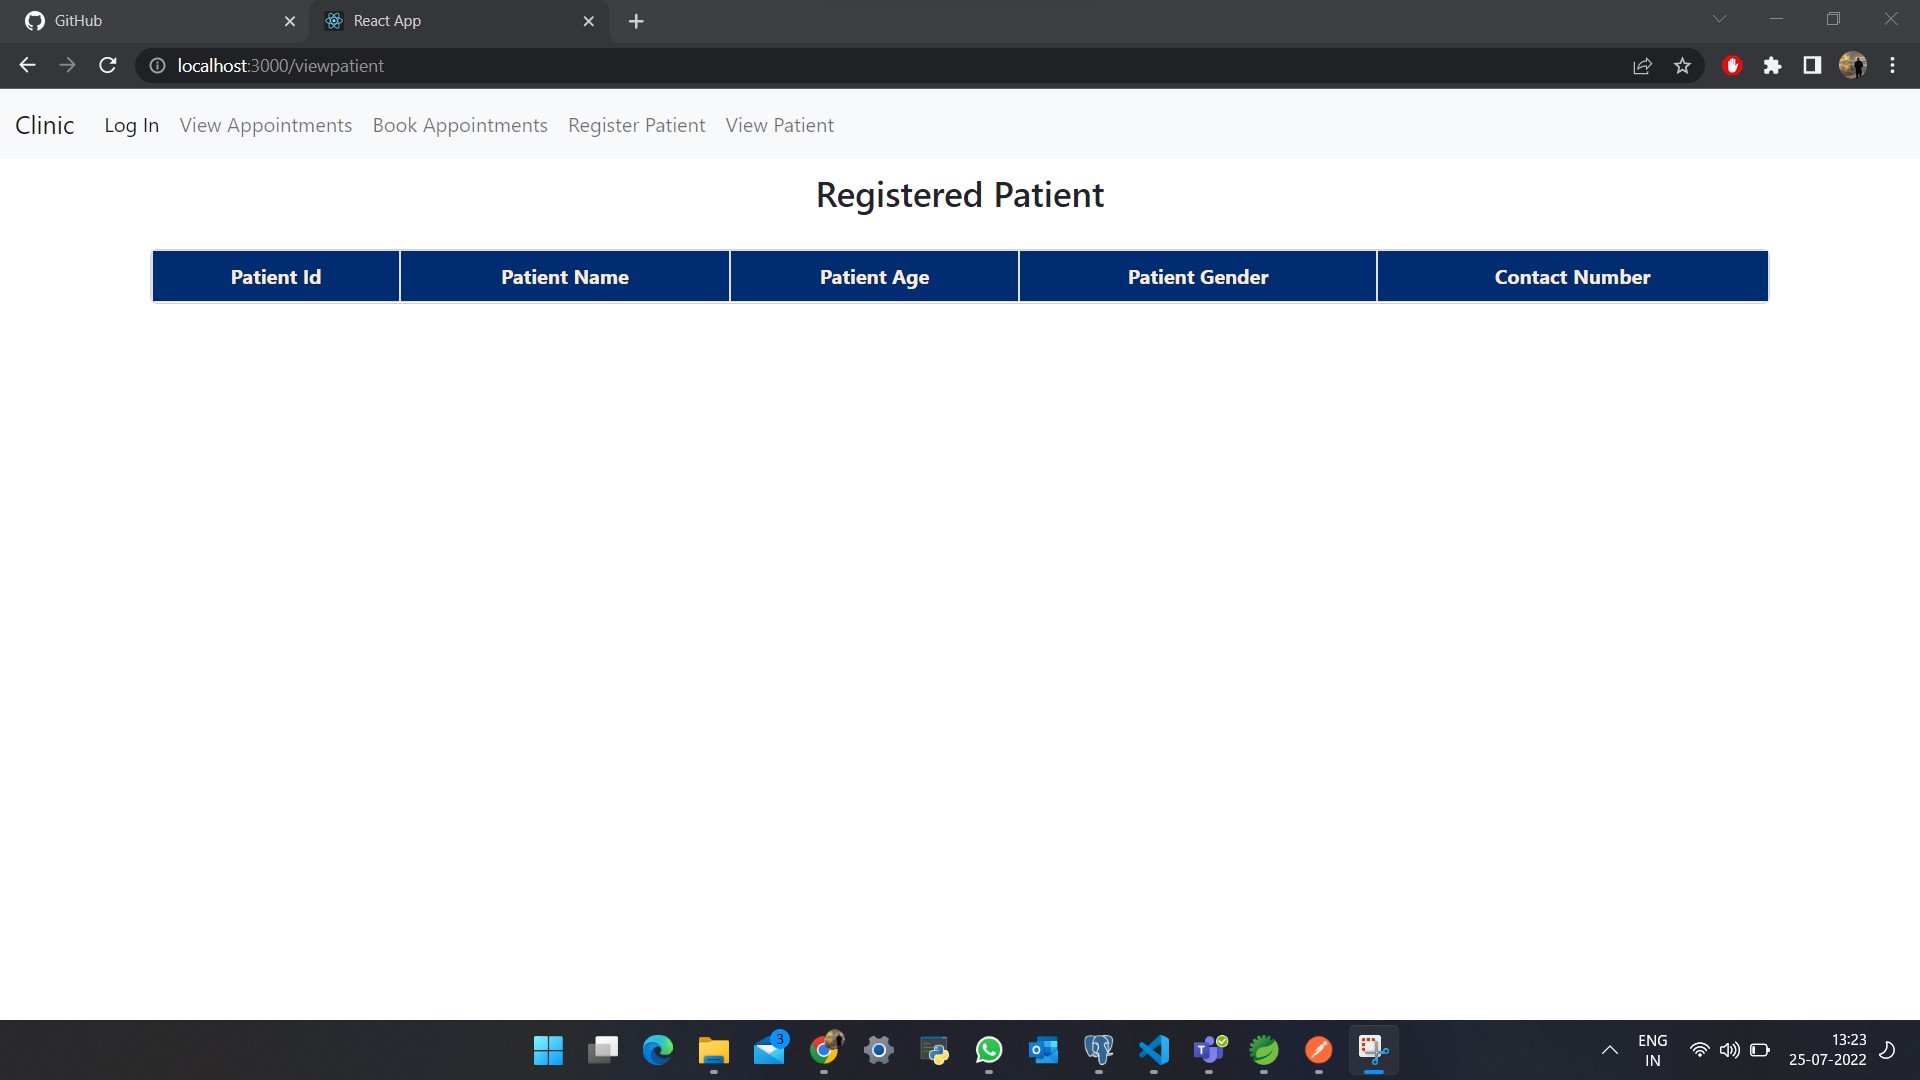 GitHub
React App
localhost:3000/viewpatient
Clinic Log In View Appointments Book Appointments Register Patient View Patient
Registered Patient
Patient Id Patient Name Patient Age Patient Gender Contact Number
3
ENG
IN
13:23
25-07-2022